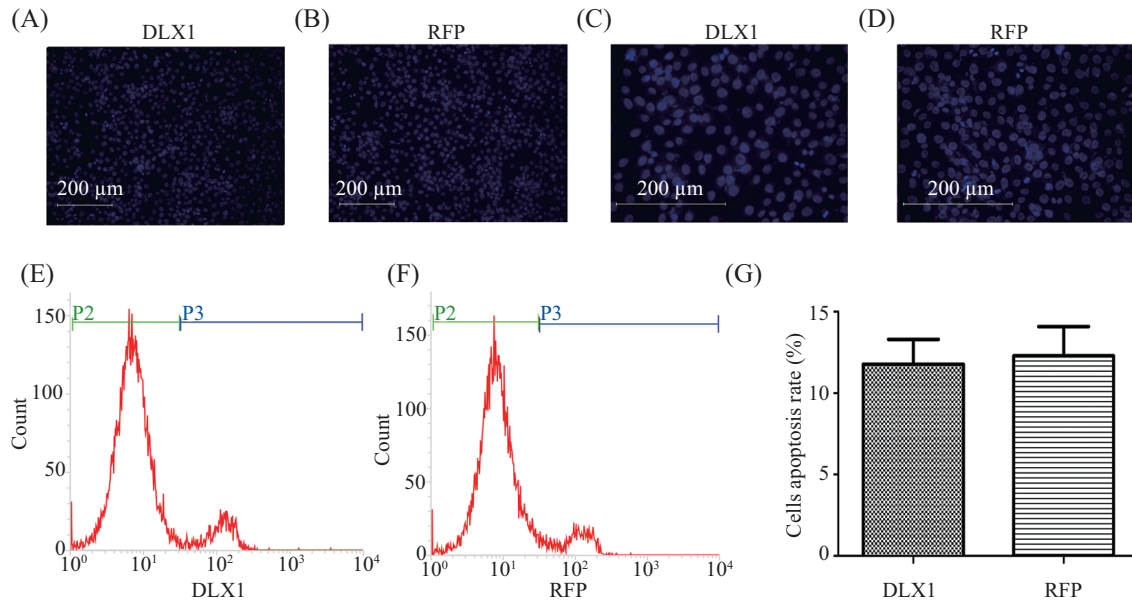 (A)
DLX1
200 µm
(B)
RFP
200 µm
(C)
DLX1
200 µm
(D)
RFP
200 µm
(E)
Count
150
100
50
0
P2
P3
10⁰
10¹
10²
10³
10⁴
DLX1
(F)
Count
150
100
50
0
P2
P3
10⁰
10¹
10²
10³
10⁴
RFP
(G)
Cells apoptosis rate (%)
15
10
5
0
DLX1
RFP